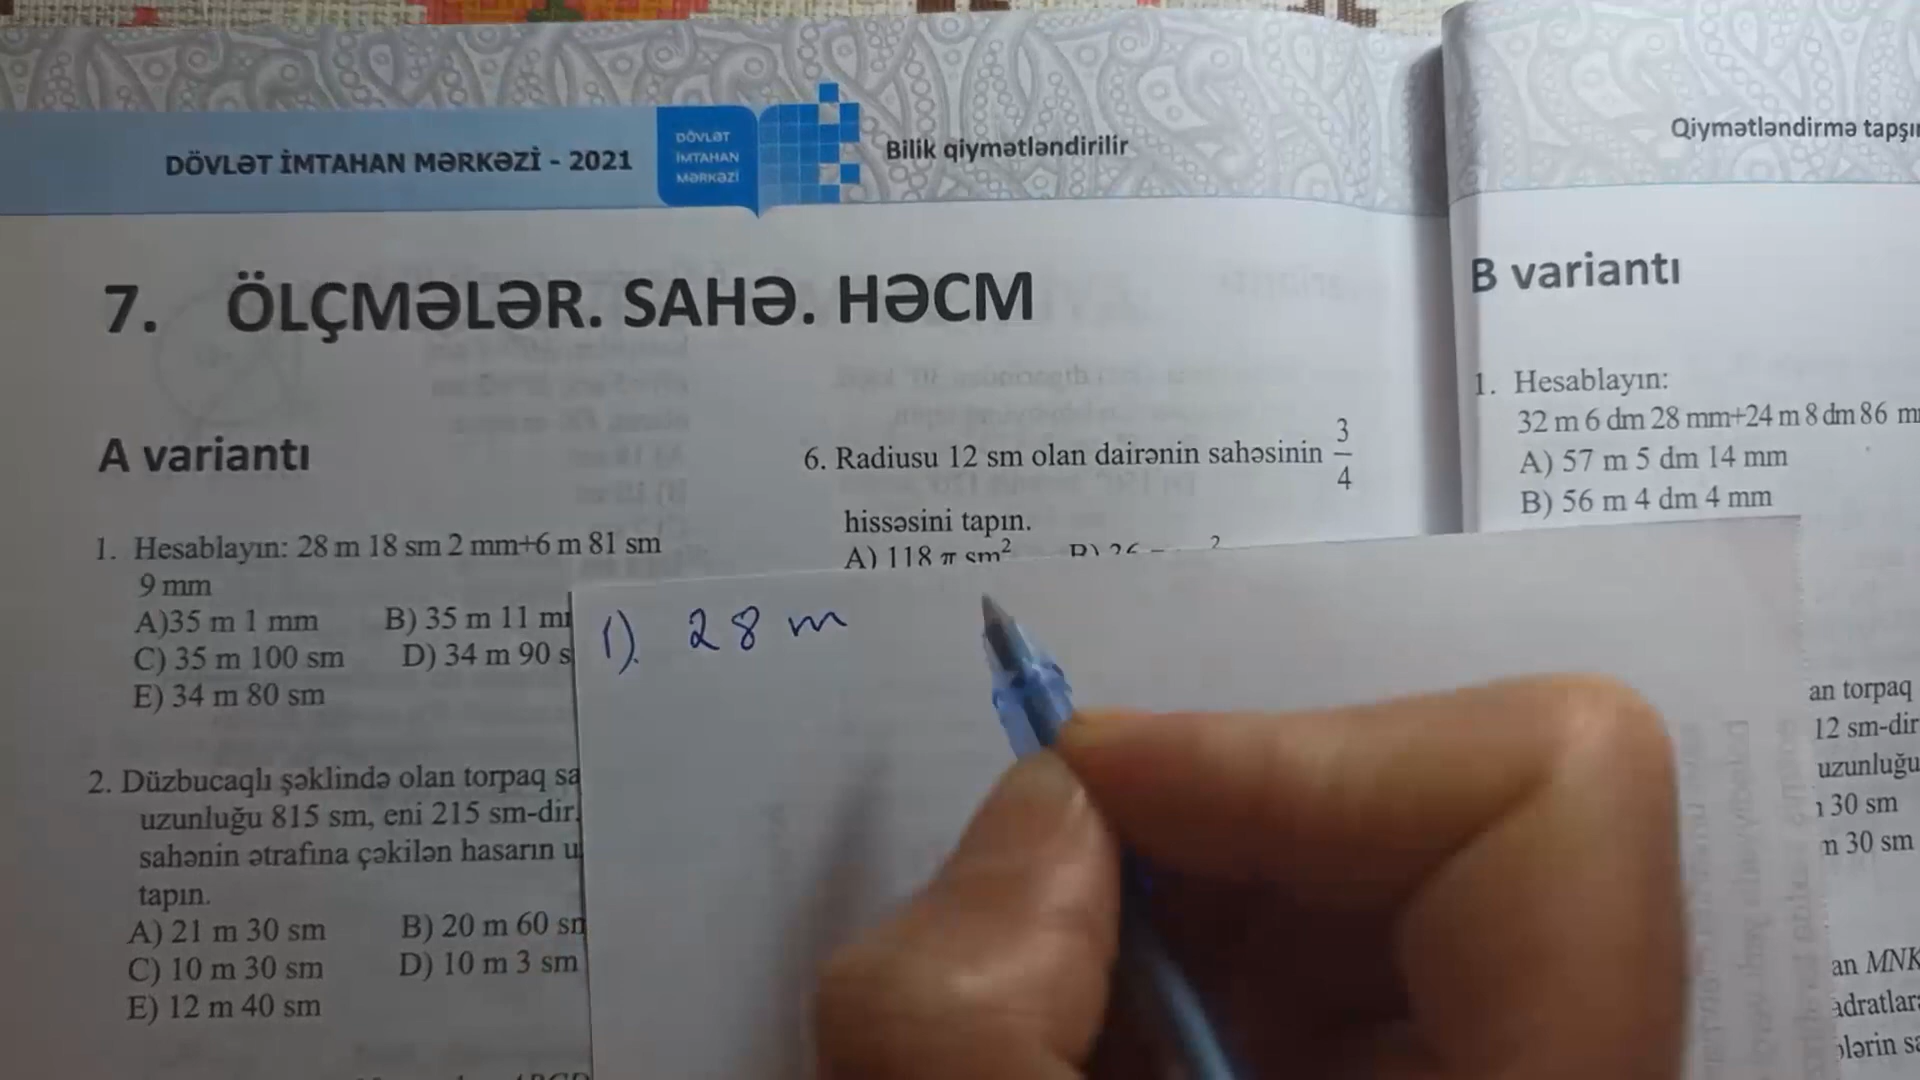 DÖVLƏT İMTAHAN MƏRKƏZİ - 2021
DÖVLƏT
İMTAHAN
MƏRKƏZİ
Bilik qiymətləndirilir
7. ÖLÇMƏLƏR. SAHƏ. HƏCM
A variantı
1. Hesablayın: 28 m 18 sm 2 mm+6 m 81 sm
9 mm
A)35 m 1 mm B) 35 m 11
C) 35 m 100 sm D) 34 m 90
E) 34 m 80 sm
2. Düzbucaqlı şəklində olan torpaq
uzunluğu 815 sm, eni 215 sm-dir.
sahənin ətrafına çəkilən hasarın
tapın.
A) 21 m 30 sm B) 20 m 60
C) 10 m 30 sm D) 10 m 3 sm
E) 12 m 40 sm
6. Radiusu 12 sm olan dairənin sahəsinin 3/4
hissəsini tapın.
A) 118 π sm²
1). 28 m
Qiymətləndirmə
B variantı
1. Hesablayın:
32 m 6 dm 28 mm+24 m 8 dm 86
A) 57 m 5 dm 14 mm
B) 56 m 4 dm 4 mm
an torpaq
12 sm-dir
uzunluğu
30 sm
30 sm
an MNK